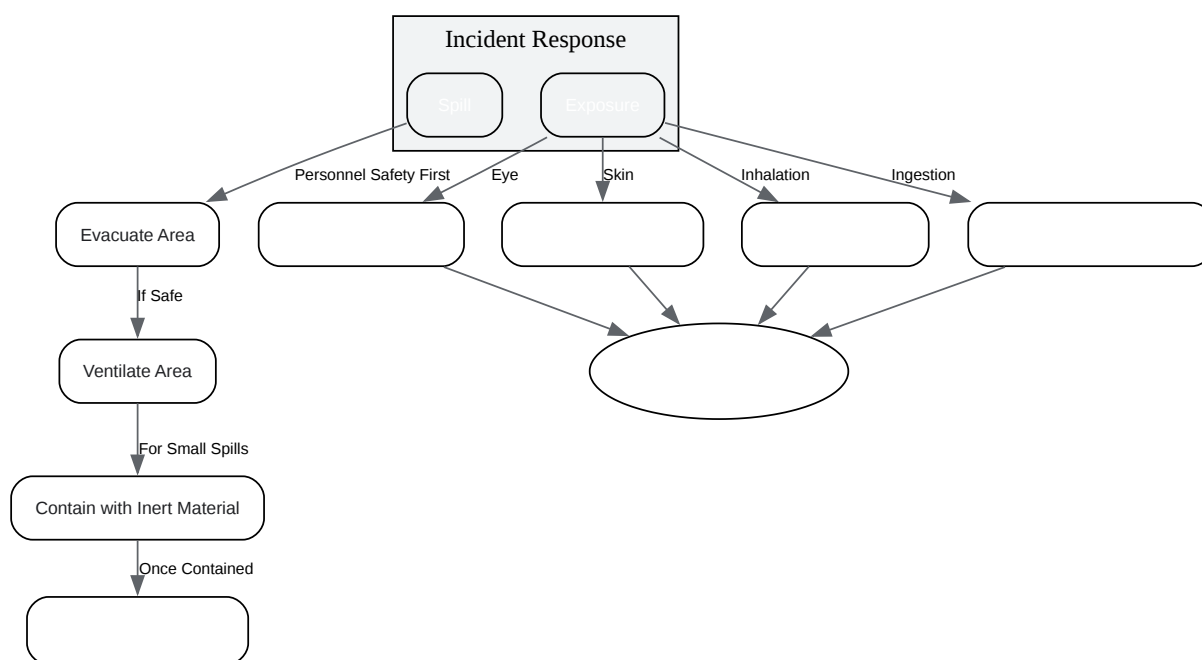 Incident Response
Spill
Exposure
Personnel Safety First
Eye
Skin
Inhalation
Ingestion
Evacuate Area
If Safe
Ventilate Area
For Small Spills
Contain with Inert Material
Once Contained